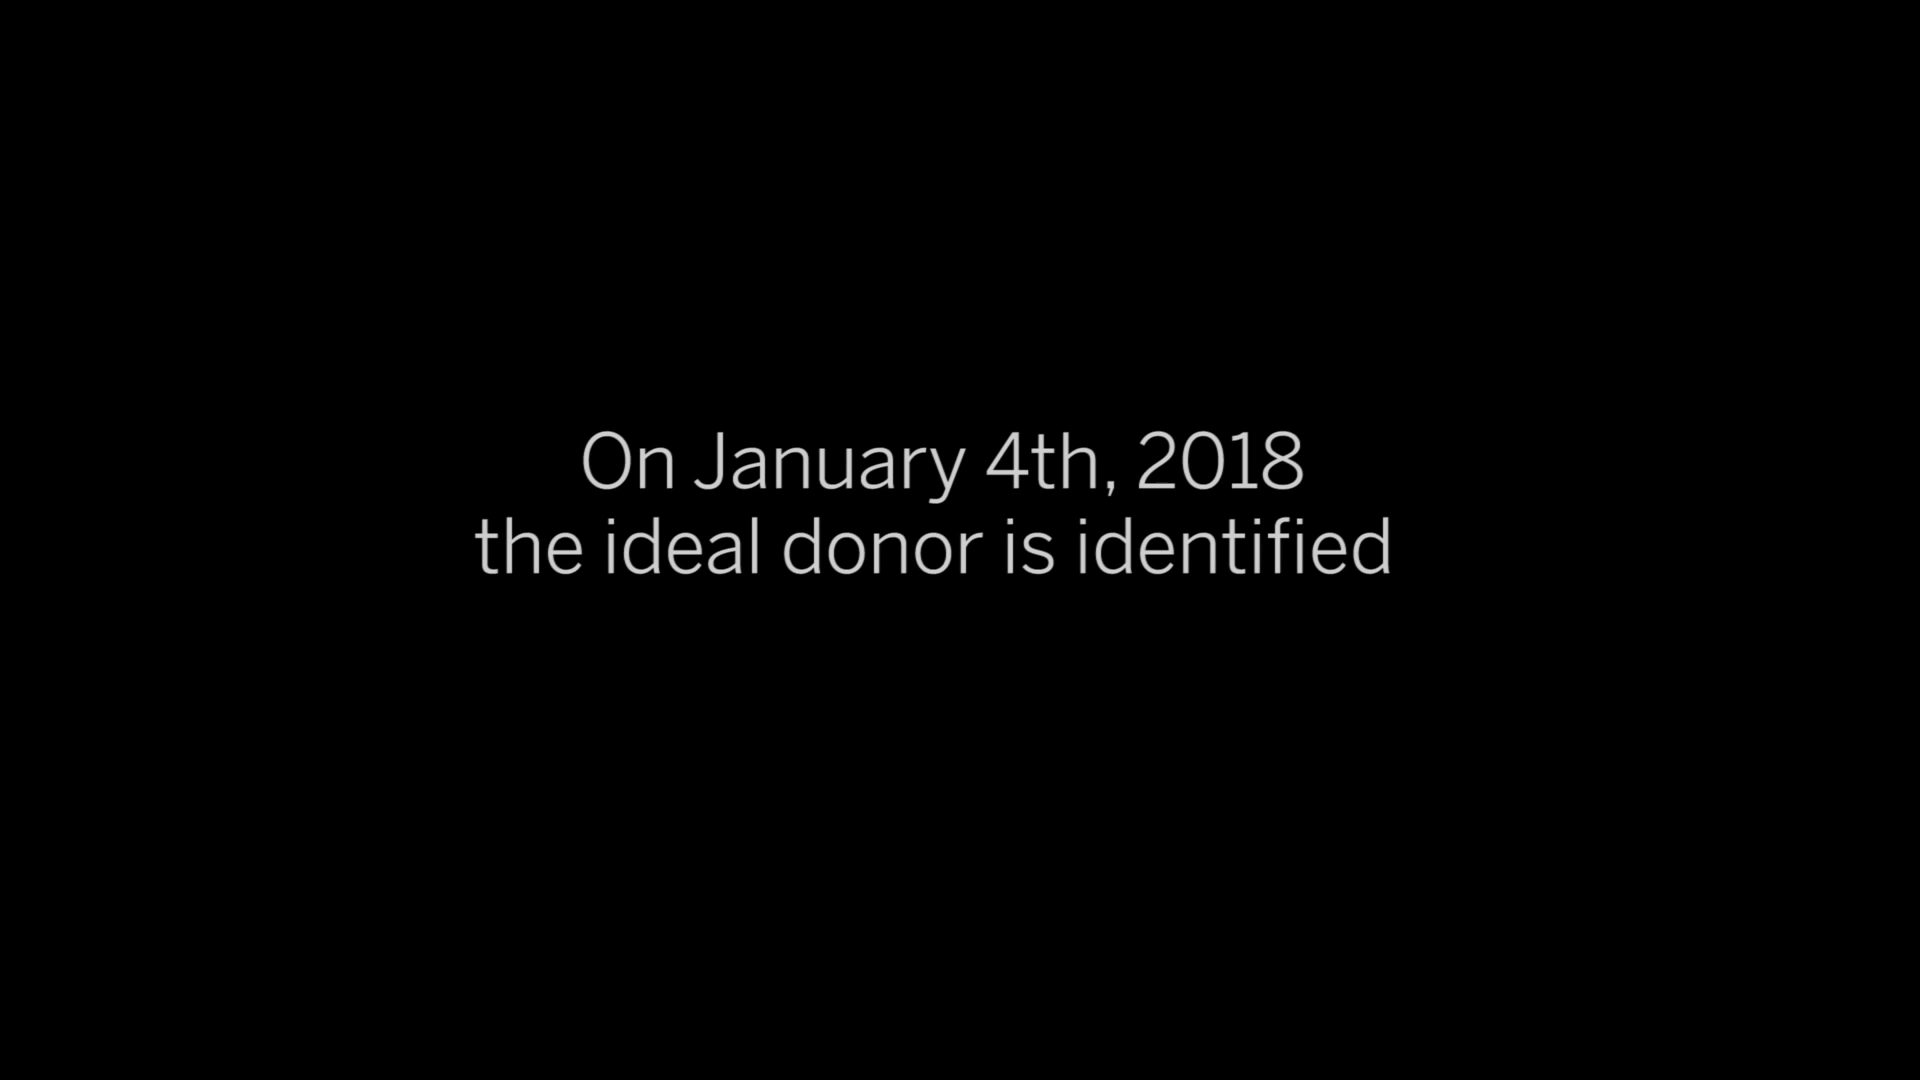 On January 4th, 2018
the ideal donor is identified